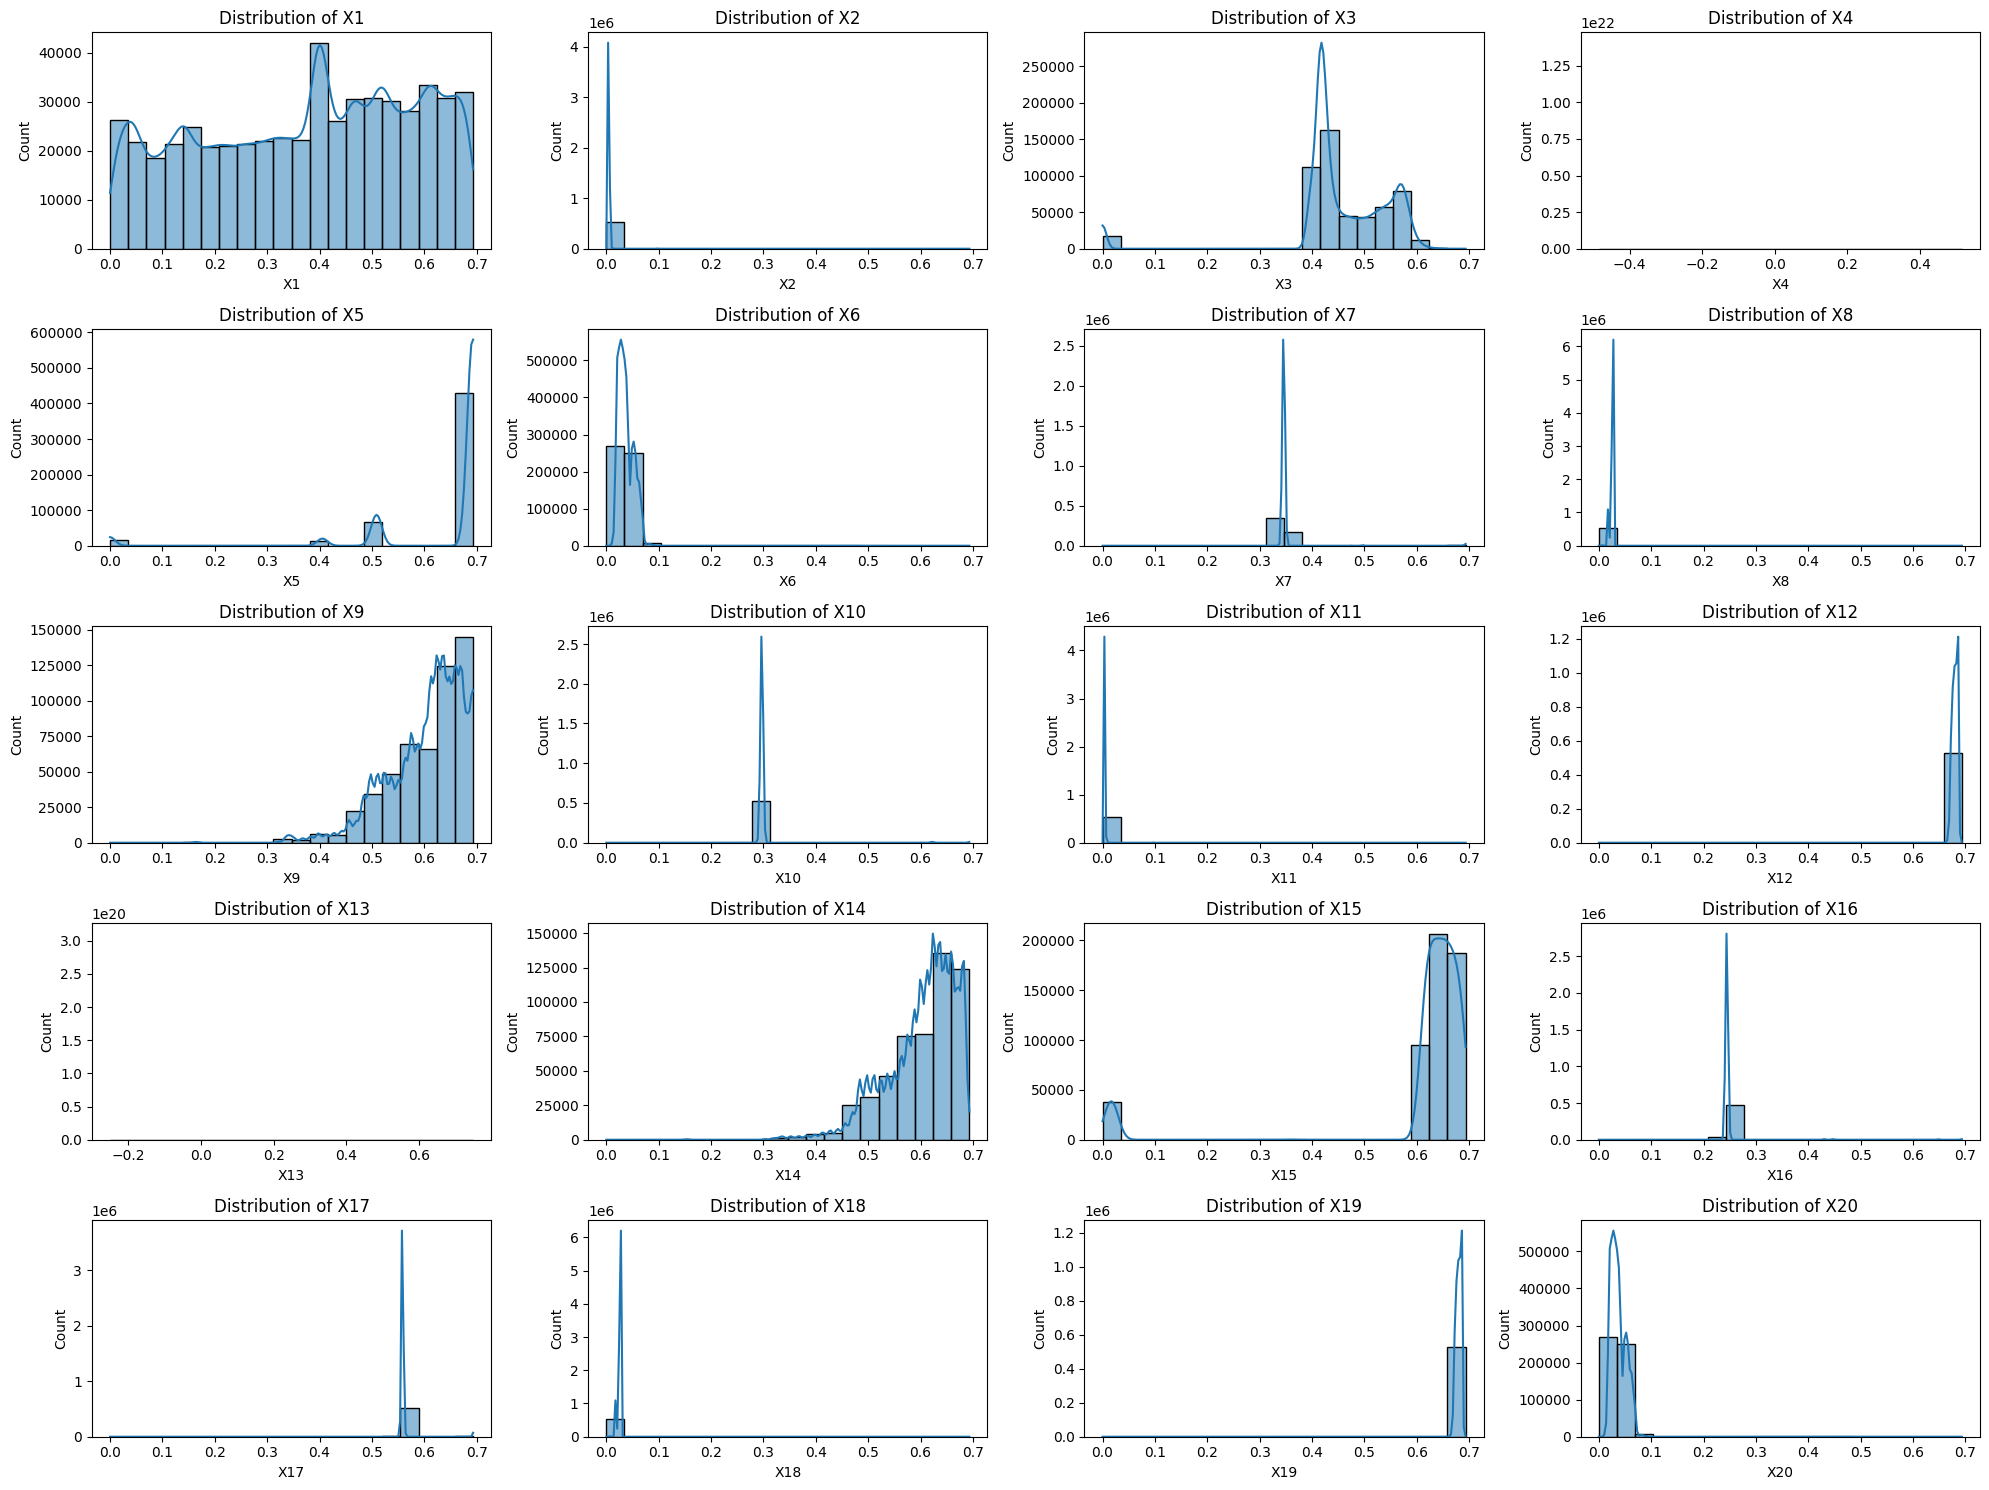 Distribution of X1 Distribution of X2 Distribution of X3 Distribution of X4
1e6 1e22
40000 4 250000 1.25
30000 3 200000 1.00
20000 2 150000 0.75
10000 1 100000 0.50
0 0 50000 0.25
0 0.00
Count Count Count Count
0.0 0.1 0.2 0.3 0.4 0.5 0.6 0.7 0.0 0.1 0.2 0.3 0.4 0.5 0.6 0.7 0.0 0.1 0.2 0.3 0.4 0.5 0.6 0.7 −0.4 −0.2 0.0 0.2 0.4
X1 X2 X3 X4
Distribution of X5 Distribution of X6 Distribution of X7 Distribution of X8
1e6 1e6
600000 500000 2.5 6
500000 400000 2.0 5
400000 300000 1.5 4
300000 200000 1.0 3
200000 100000 0.5 2
100000 0 0.0 1
0 0
Count Count Count Count
0.0 0.1 0.2 0.3 0.4 0.5 0.6 0.7 0.0 0.1 0.2 0.3 0.4 0.5 0.6 0.7 0.0 0.1 0.2 0.3 0.4 0.5 0.6 0.7 0.0 0.1 0.2 0.3 0.4 0.5 0.6 0.7
X5 X6 X7 X8
Distribution of X9 Distribution of X10 Distribution of X11 Distribution of X12
1e6 1e6 1e6
150000 2.5 4 1.2
125000 2.0 3 1.0
100000 1.5 2 0.8
75000 1.0 1 0.6
50000 0.5 0 0.4
25000 0.0 0.2
0 0.0
Count Count Count Count
0.0 0.1 0.2 0.3 0.4 0.5 0.6 0.7 0.0 0.1 0.2 0.3 0.4 0.5 0.6 0.7 0.0 0.1 0.2 0.3 0.4 0.5 0.6 0.7 0.0 0.1 0.2 0.3 0.4 0.5 0.6 0.7
X9 X10 X11 X12
Distribution of X13 Distribution of X14 Distribution of X15 Distribution of X16
1e20 1e6
3.0 150000 200000 2.5
2.5 125000 150000 2.0
2.0 100000 100000 1.5
1.5 75000 50000 1.0
1.0 50000 0 0.5
0.5 25000 0.0
0.0 0
Count Count Count Count
−0.2 0.0 0.2 0.4 0.6 0.0 0.1 0.2 0.3 0.4 0.5 0.6 0.7 0.0 0.1 0.2 0.3 0.4 0.5 0.6 0.7 0.0 0.1 0.2 0.3 0.4 0.5 0.6 0.7
X13 X14 X15 X16
Distribution of X17 Distribution of X18 Distribution of X19 Distribution of X20
1e6 1e6 1e6
3 6 1.2 500000
2 5 1.0 400000
1 4 0.8 300000
0 3 0.6 200000
2 0.4 100000
1 0.2 0
0 0.0
Count Count Count Count
0.0 0.1 0.2 0.3 0.4 0.5 0.6 0.7 0.0 0.1 0.2 0.3 0.4 0.5 0.6 0.7 0.0 0.1 0.2 0.3 0.4 0.5 0.6 0.7 0.0 0.1 0.2 0.3 0.4 0.5 0.6 0.7
X17 X18 X19 X20